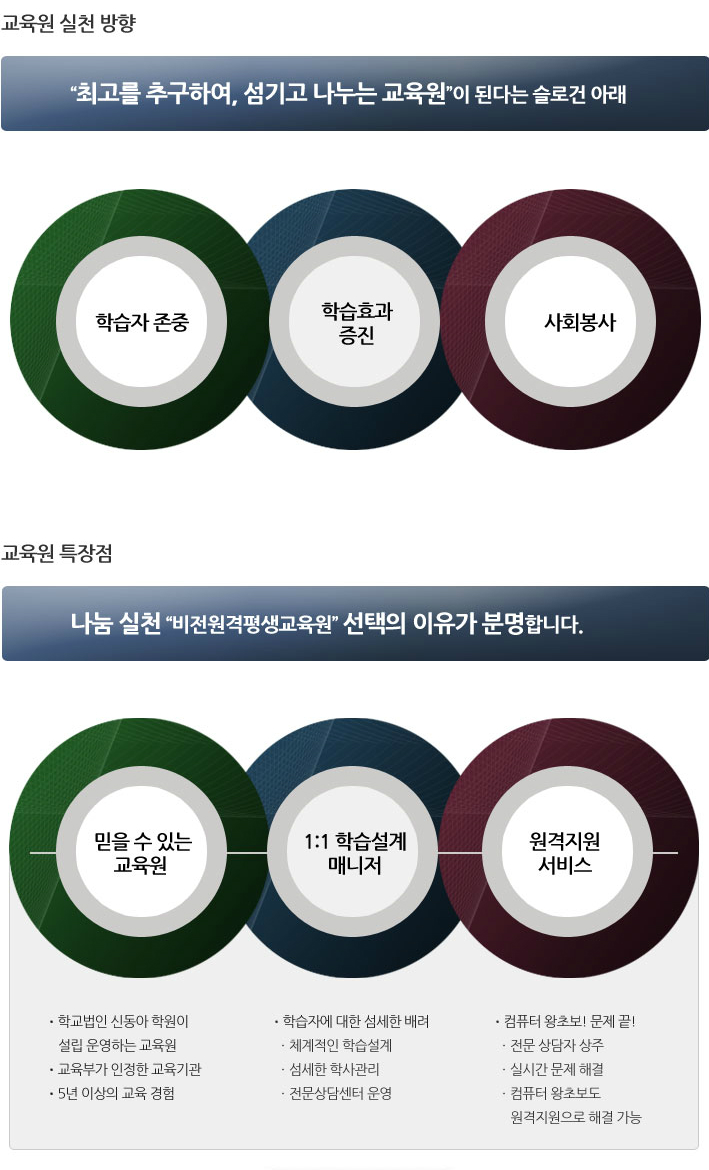 교육원 실천 방향
“최고를 추구하여, 섬기고 나누는 교육원”이 된다는 슬로건 아래
학습자 존중
학습효과
증진
사회봉사
교육원 특장점
나눔 실천 “비전원격평생교육원” 선택의 이유가 분명합니다.
믿을 수 있는
교육원
1:1 학습설계
매니저
원격지원
서비스
• 학교법인 신동아 학원이
설립 운영하는 교육원
• 교육부가 인정한 교육기관
• 5년 이상의 교육 경험
• 학습자에 대한 섬세한 배려
· 체계적인 학습설계
· 섬세한 학사관리
· 전문상담센터 운영
• 컴퓨터 왕초보! 문제 끝!
· 전문 상담자 상주
· 실시간 문제 해결
· 컴퓨터 왕초보도
원격지원으로 해결 가능